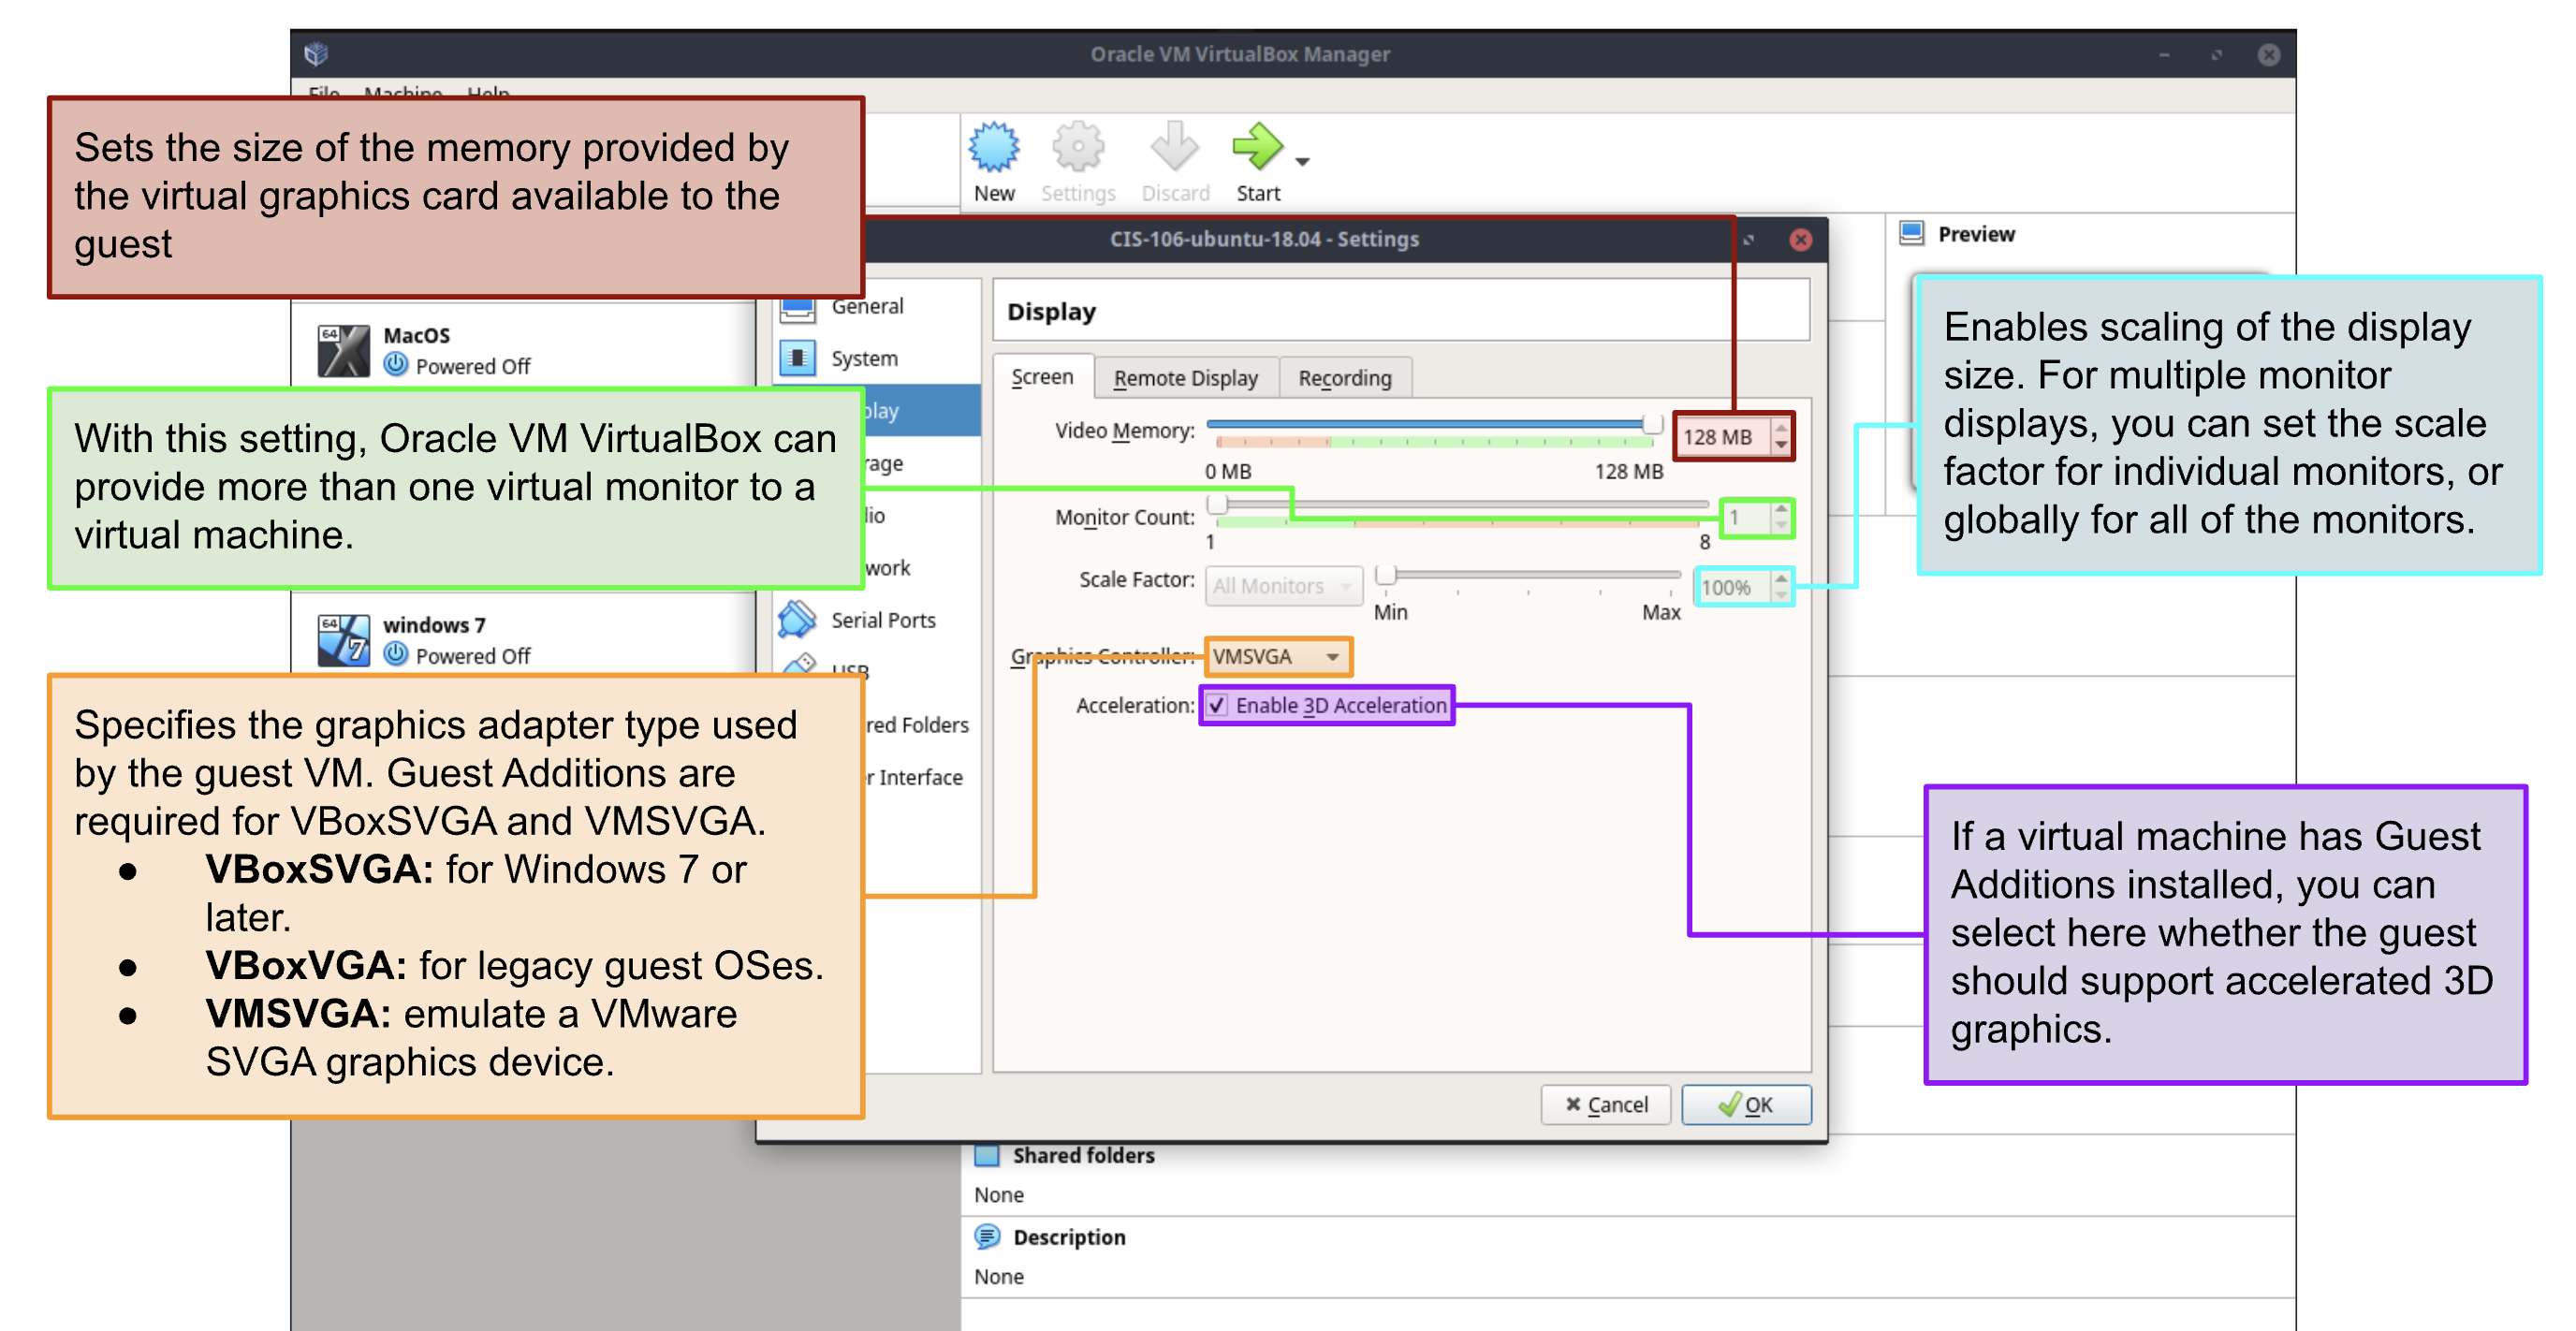 Oracle VM VirtualBox Manager
File Machine Help
Sets the size of the memory provided by
the virtual graphics card available to the
guest
New Settings Discard Start
CIS-106-ubuntu-18.04 - Settings
Preview
General
System
play
rage
io
work
Serial Ports
USB
red Folders
r Interface
MacOS
Powered Off
With this setting, Oracle VM VirtualBox can
provide more than one virtual monitor to a
virtual machine.
64
windows 7
Powered Off
Specifies the graphics adapter type used
by the guest VM. Guest Additions are
required for VBoxSVGA and VMSVGA.
● VBoxSVGA: for Windows 7 or
later.
● VBoxVGA: for legacy guest OSes.
● VMSVGA: emulate a VMware
SVGA graphics device.
Display
Screen Remote Display Recording
Video Memory: 128 MB
0 MB 128 MB
Monitor Count: 1
1 8
Scale Factor: All Monitors 100%
Min Max
Graphics Controller: VMSVGA
Acceleration: ✓ Enable 3D Acceleration
Cancel OK
Enables scaling of the display
size. For multiple monitor
displays, you can set the scale
factor for individual monitors, or
globally for all of the monitors.
If a virtual machine has Guest
Additions installed, you can
select here whether the guest
should support accelerated 3D
graphics.
Shared folders
None
Description
None